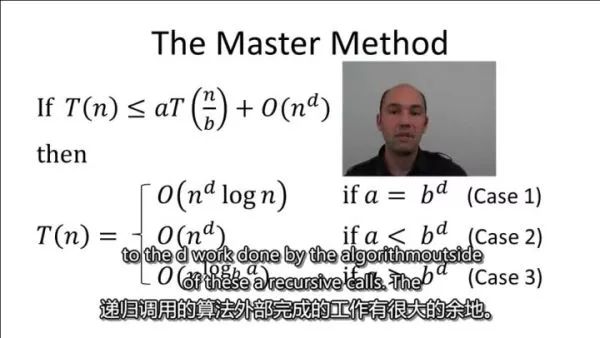 The Master Method
If T(n) ≤ aT(n/b) + O(n^d)
then
T(n) =
O(n^d log n) if a = b^d (Case 1)
O(n^d) if a < b^d (Case 2)
O(n^{log_b a}) if a > b^d (Case 3)
to the d work done by the algorithmoutside
of these a recursive calls. The
递归调用的算法外部完成的工作有很大的余地。